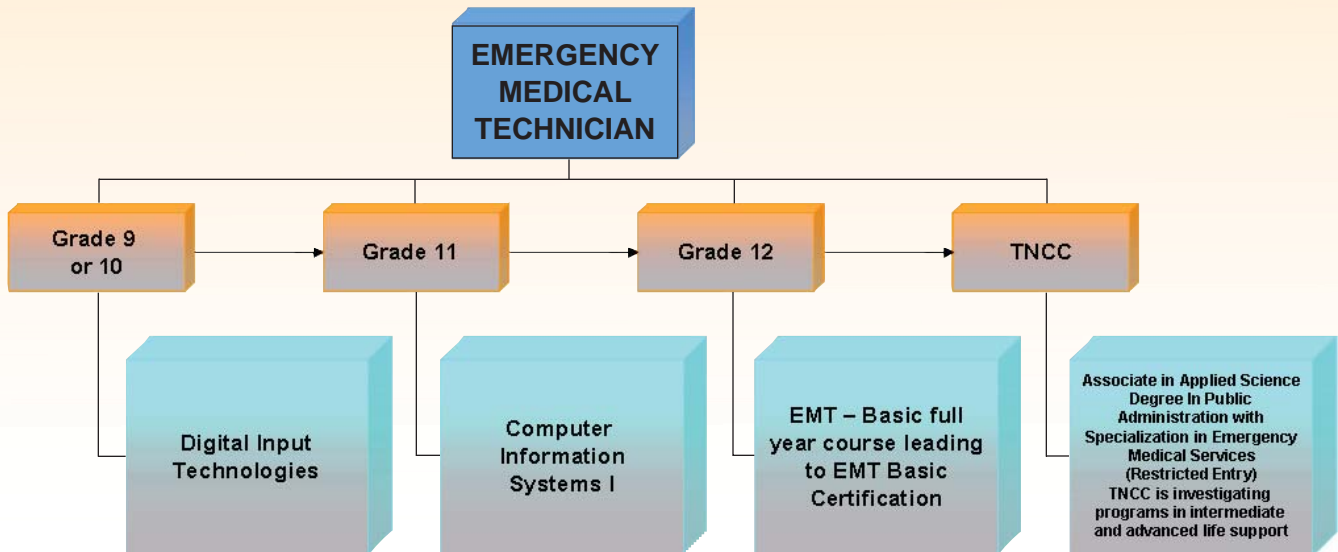 EMERGENCY
MEDICAL
TECHNICIAN
Grade 9
or 10
Grade 11
Grade 12
TNCC
Digital Input
Technologies
Computer
Information
Systems I
EMT – Basic full
year course leading
to EMT Basic
Certification
Associate in Applied Science
Degree In Public
Administration with
Specialization in Emergency
Medical Services
(Restricted Entry)
TNCC is investigating
programs in intermediate
and advanced life support